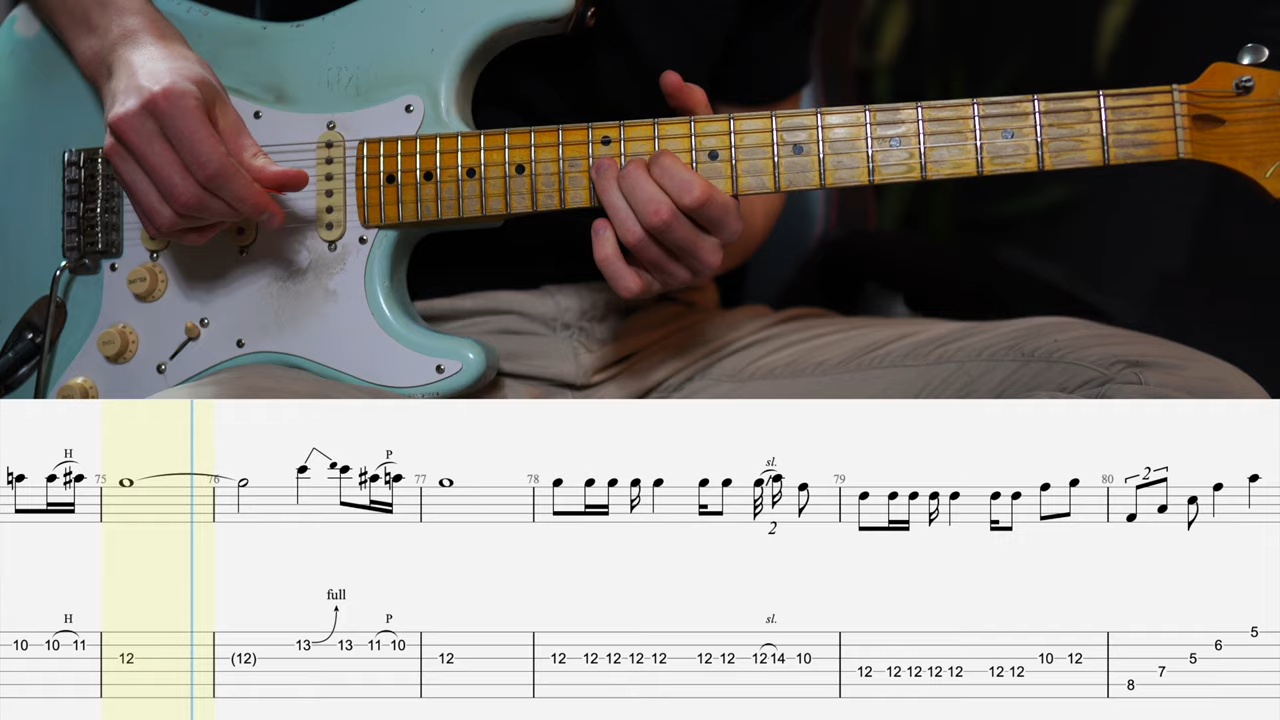 H
P
sl.
2
75
76
77
78
79
80
2
full
H
P
sl.
5
10 10 11
13 13 11 10
6
12
(12)
12
12 12 12 12 12 12 12 12 14 10
10 12
5
12 12 12 12 12 12 12
7
8